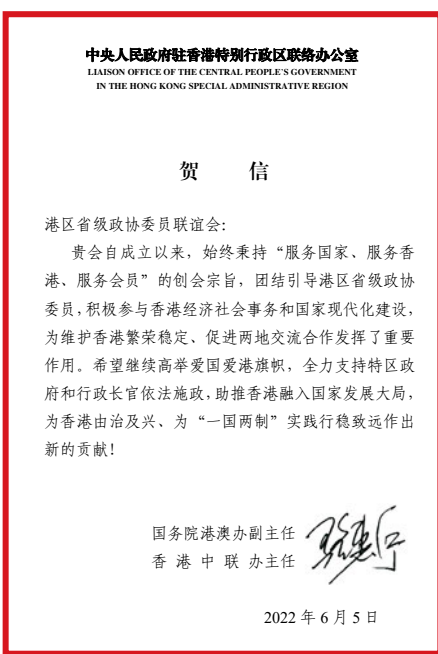 中央人民政府驻香港特别行政区联络办公室
LIAISON OFFICE OF THE CENTRAL PEOPLE'S GOVERNMENT
IN THE HONG KONG SPECIAL ADMINISTRATIVE REGION
贺 信
港区省级政协委员联谊会:
贵会自成立以来，始终秉持“服务国家、服务香
港、服务会员”的创会宗旨，团结引导港区省级政协
委员，积极参与香港经济社会事务和国家现代化建设，
为维护香港繁荣稳定、促进两地交流合作发挥了重要
作用。希望继续高举爱国爱港旗帜，全力支持特区政
府和行政长官依法施政，助推香港融入国家发展大局，
为香港由治及兴、为“一国两制”实践行稳致远作出
新的贡献！
国务院港澳办副主任
香港中联办主任 骆惠宁
2022年6月5日